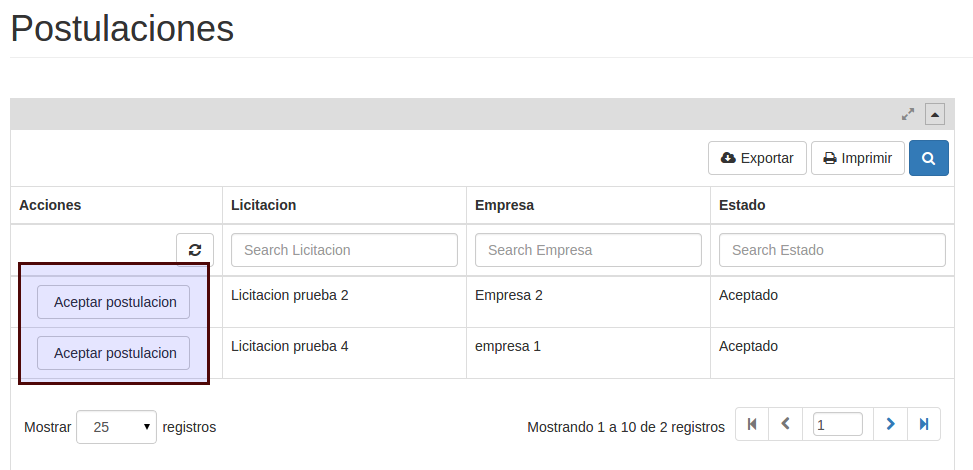 Postulaciones
Exportar Imprimir
Acciones Licitacion Empresa Estado
Search Licitacion Search Empresa Search Estado
Aceptar postulacion Licitacion prueba 2 Empresa 2 Aceptado
Aceptar postulacion Licitacion prueba 4 empresa 1 Aceptado
Mostrar 25 registros Mostrando 1 a 10 de 2 registros 1